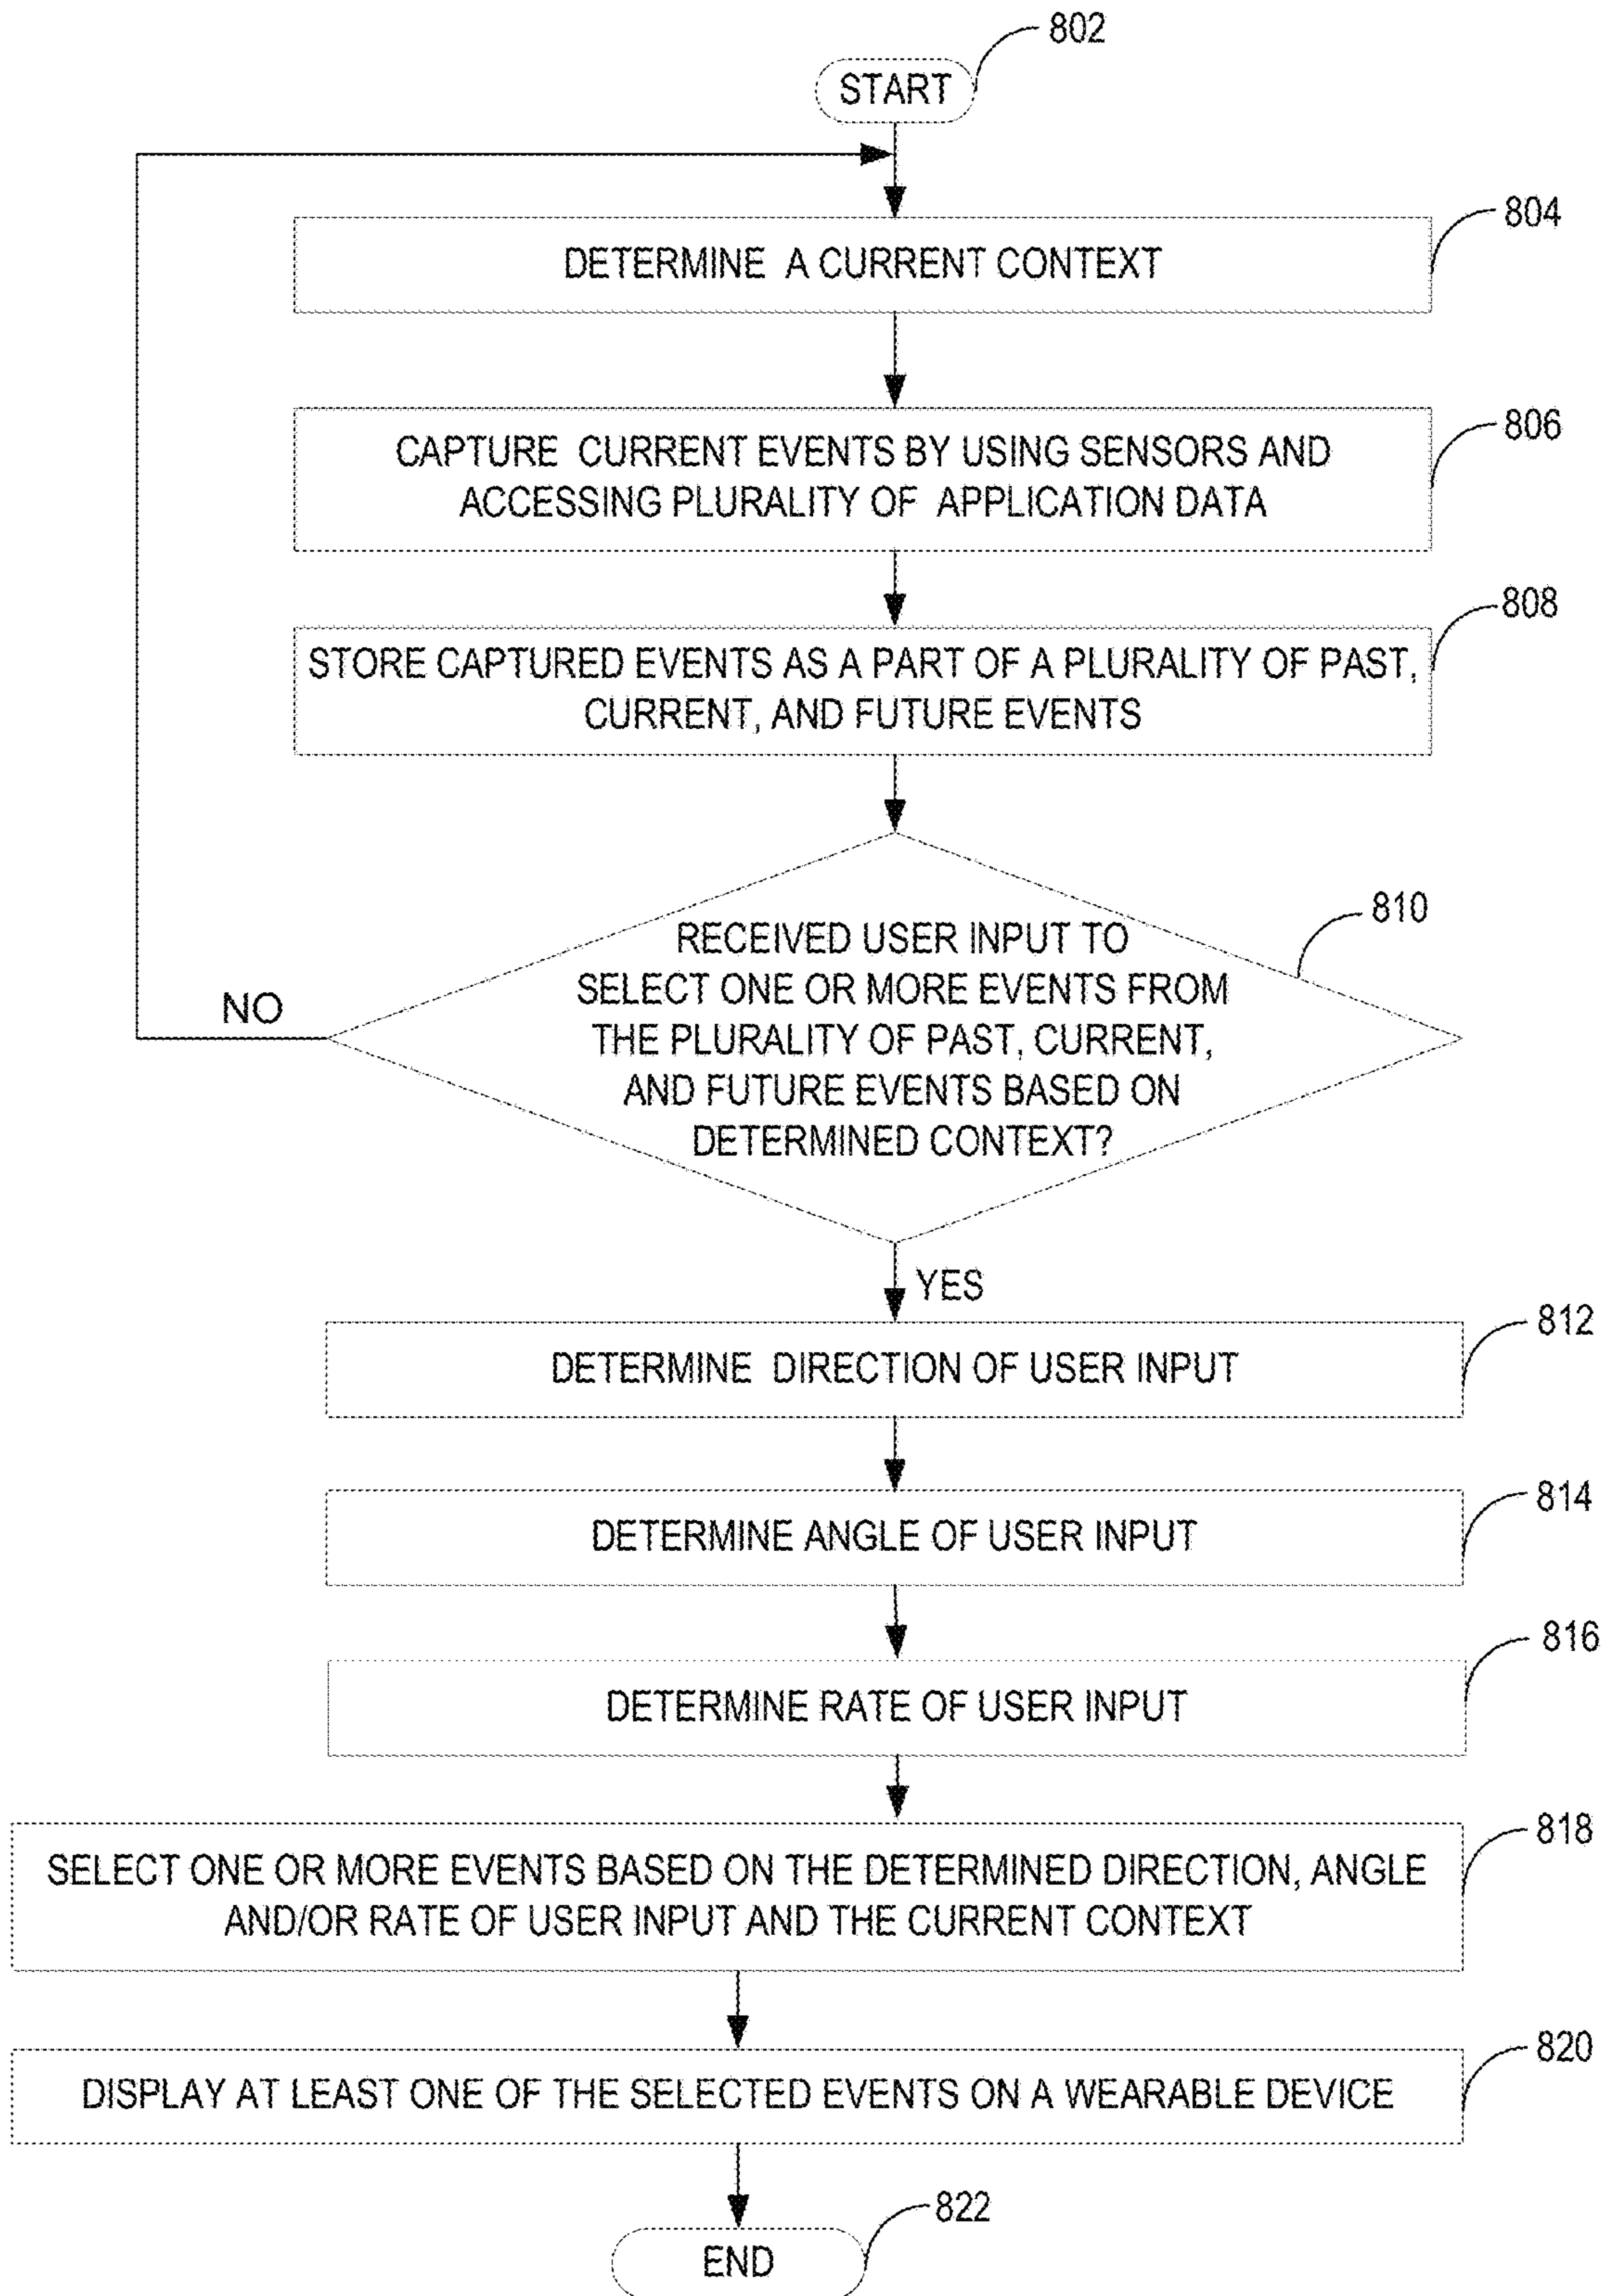 802
START
804
DETERMINE A CURRENT CONTEXT
806
CAPTURE CURRENT EVENTS BY USING SENSORS AND
ACCESSING PLURALITY OF APPLICATION DATA
808
STORE CAPTURED EVENTS AS A PART OF A PLURALITY OF PAST,
CURRENT, AND FUTURE EVENTS
810
RECEIVED USER INPUT TO
SELECT ONE OR MORE EVENTS FROM
THE PLURALITY OF PAST, CURRENT,
AND FUTURE EVENTS BASED ON
DETERMINED CONTEXT?
NO
YES
812
DETERMINE DIRECTION OF USER INPUT
814
DETERMINE ANGLE OF USER INPUT
816
DETERMINE RATE OF USER INPUT
818
SELECT ONE OR MORE EVENTS BASED ON THE DETERMINED DIRECTION, ANGLE
AND/OR RATE OF USER INPUT AND THE CURRENT CONTEXT
820
DISPLAY AT LEAST ONE OF THE SELECTED EVENTS ON A WEARABLE DEVICE
822
END